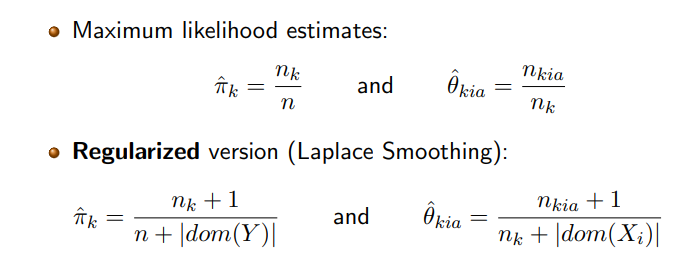 Maximum likelihood estimates:
π̂_k = n_k / n and θ̂_kia = n_kia / n_k
Regularized version (Laplace Smoothing):
π̂_k = (n_k + 1) / (n + |dom(Y)|) and θ̂_kia = (n_kia + 1) / (n_k + |dom(X_i)|)